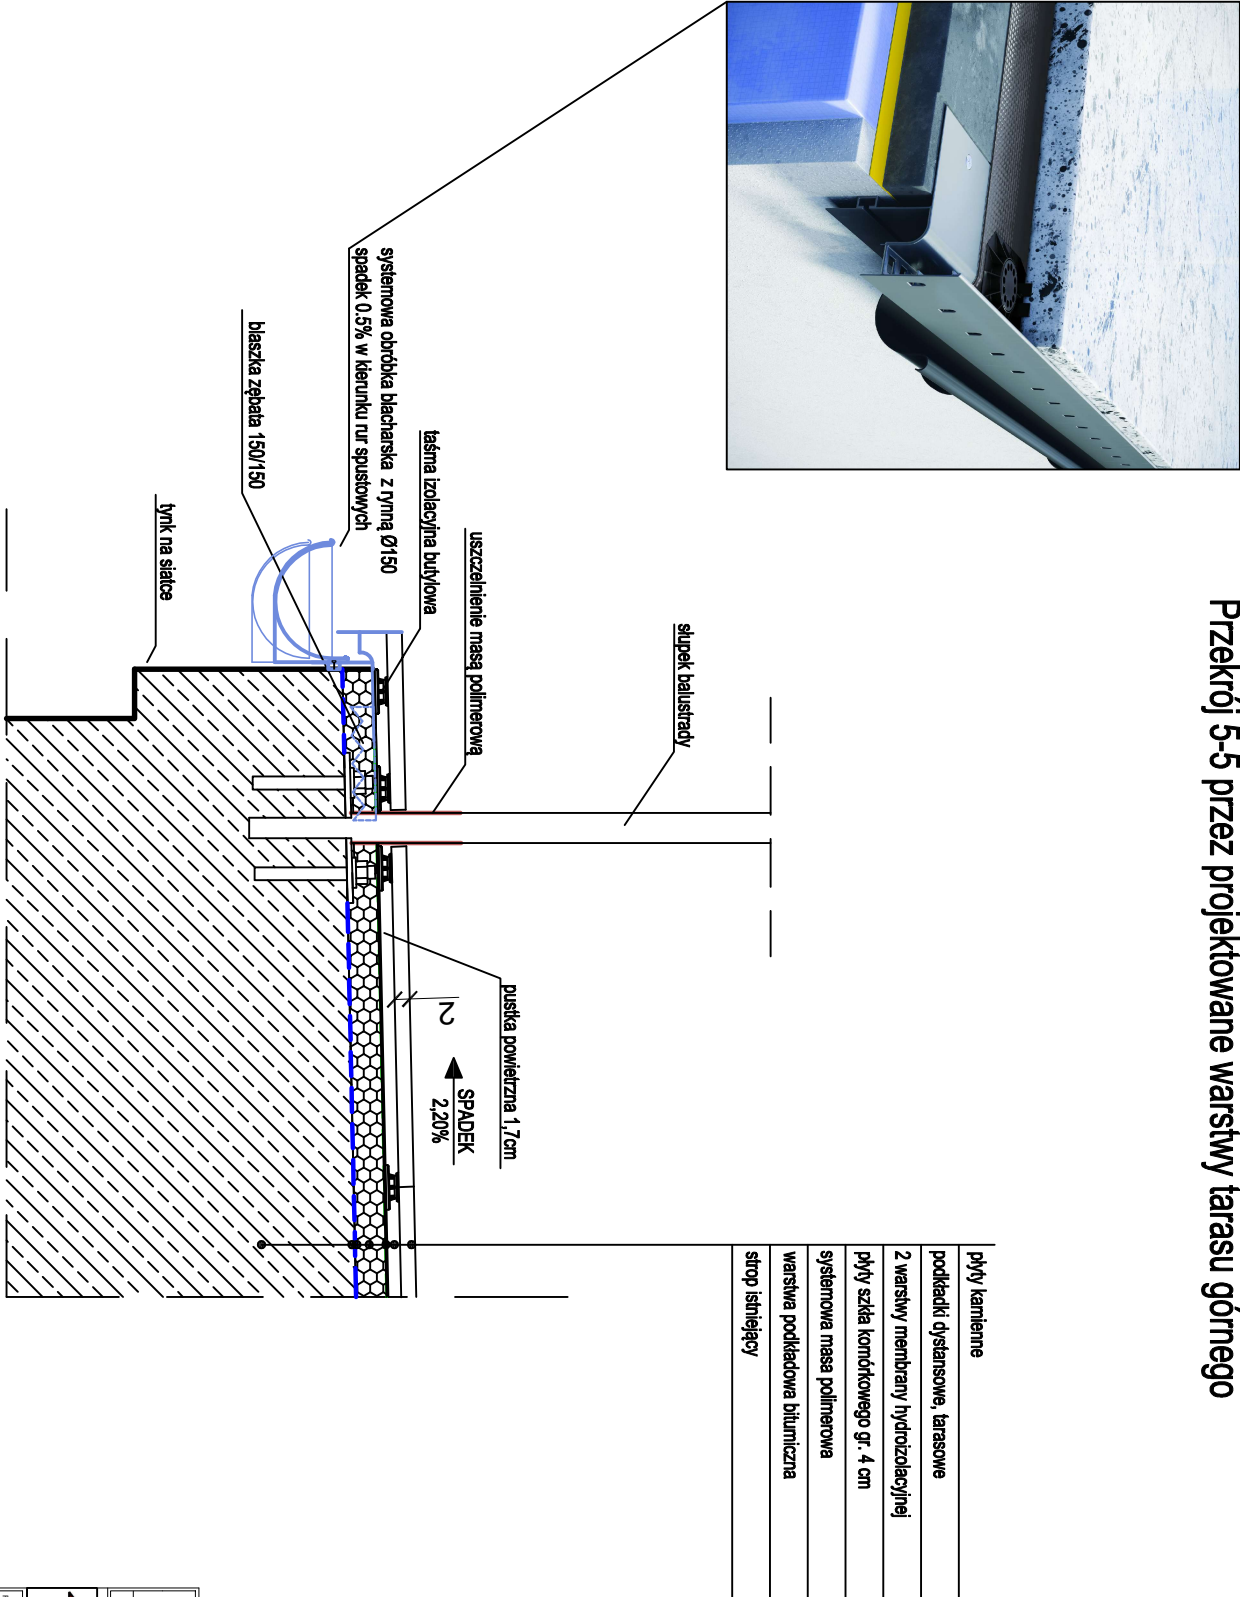 Przekrój 5-5 przez projektowane warstwy tarasu górnego
systemowa obróbka blacharska z rynną Ø150
spadek 0.5% w kierunku rur spustowych
blaszka zębata 150/150
taśma izolacyjna butylowa
uszczelnienie masą polimerową
słupek balustrady
tynk na siatce
pustka powietrzna 1,7cm
2
SPADEK
2,20%
płyty kamienne
podkładki dystansowe, tarasowe
2 warstwy membrany hydroizolacyjnej
płyty szkła komórkowego gr. 4 cm
systemowa masa polimerowa
warstwa podkładowa bitumiczna
strop istniejący